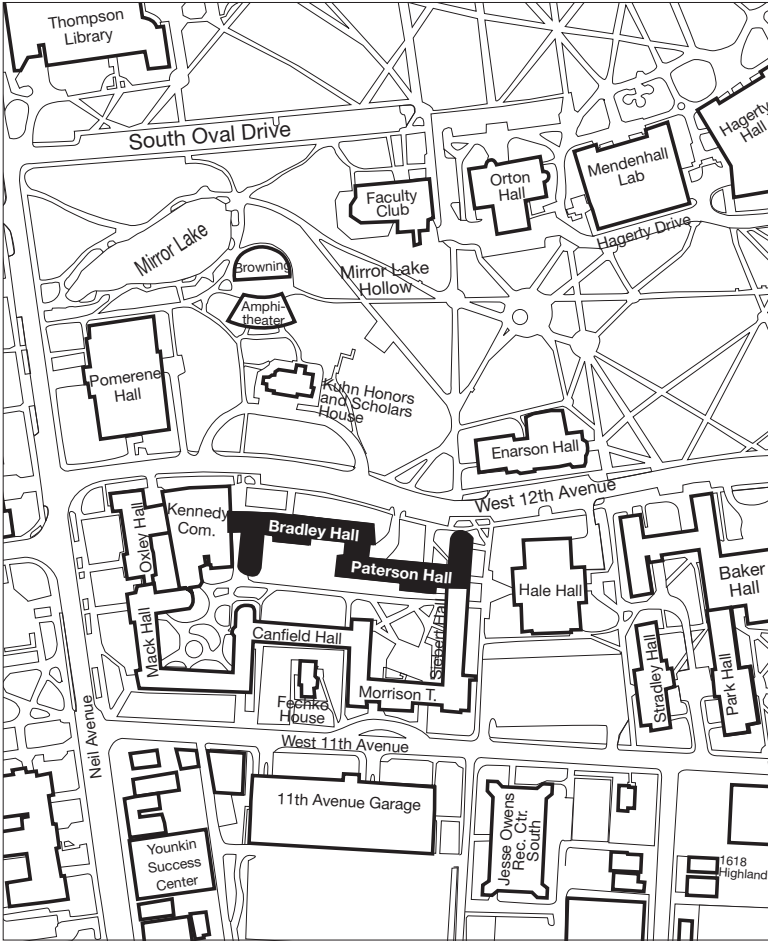 Thompson
Library
South Oval Drive
Hagerty
Hall
Mendenhall
Lab
Orton
Hall
Faculty
Club
Hagerty Drive
Mirror Lake
Browning
Mirror Lake
Hollow
Amphi-
theater
Pomerene
Hall
Kuhn Honors
and Scholars
House
Enarson Hall
West 12th Avenue
Oxley Hall
Kennedy
Com.
Bradley Hall
Paterson Hall
Hale Hall
Baker
Hall
Mack Hall
Canfield Hall
Siebert Hall
Stradley Hall
Park Hall
Morrison T.
Fechko
House
Neil Avenue
West 11th Avenue
11th Avenue Garage
Jesse Owens
Rec. Ctr.
South
Younkin
Success
Center
1618
Highland